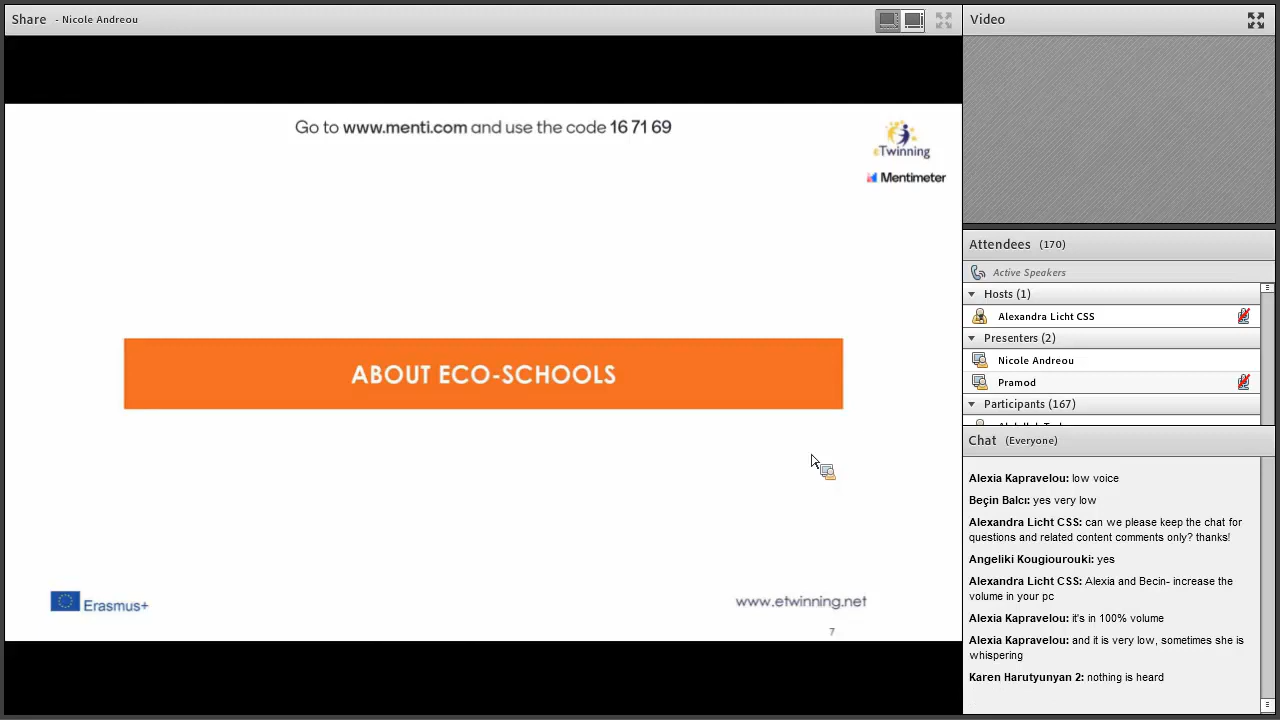 Share - Nicole Andreou
Go to www.menti.com and use the code 16 71 69
eTwinning
Mentimeter
ABOUT ECO-SCHOOLS
Erasmus+
www.etwinning.net
7
Video
Attendees (170)
Active Speakers
Hosts (1)
Alexandra Licht CSS
Presenters (2)
Nicole Andreou
Pramod
Participants (167)
Chat (Everyone)
Alexia Kapravelou: low voice
Beçin Balcı: yes very low
Alexandra Licht CSS: can we please keep the chat for
questions and related content comments only? thanks!
Angeliki Kougiourouki: yes
Alexandra Licht CSS: Alexia and Becin- increase the
volume in your pc
Alexia Kapravelou: it's in 100% volume
Alexia Kapravelou: and it is very low, sometimes she is
whispering
Karen Harutyunyan 2: nothing is heard